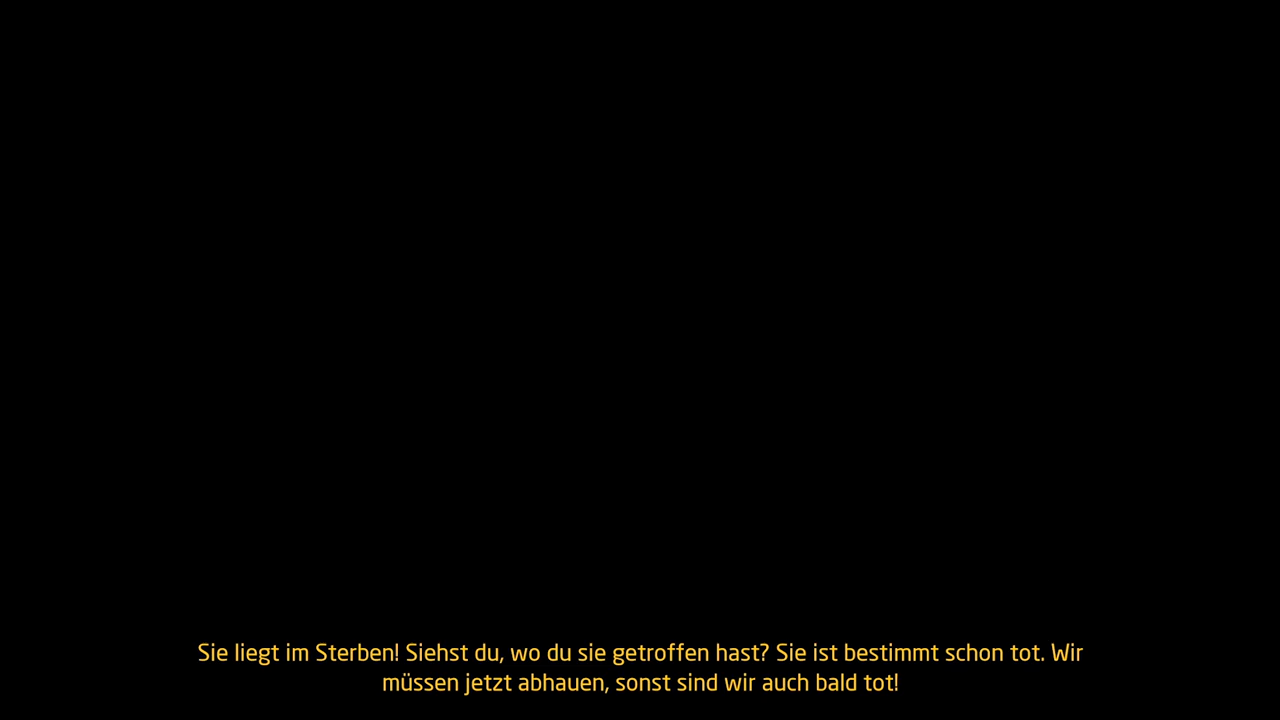 Sie liegt im Sterben! Siehst du, wo du sie getroffen hast? Sie ist bestimmt schon tot. Wir
müssen jetzt abhauen, sonst sind wir auch bald tot!